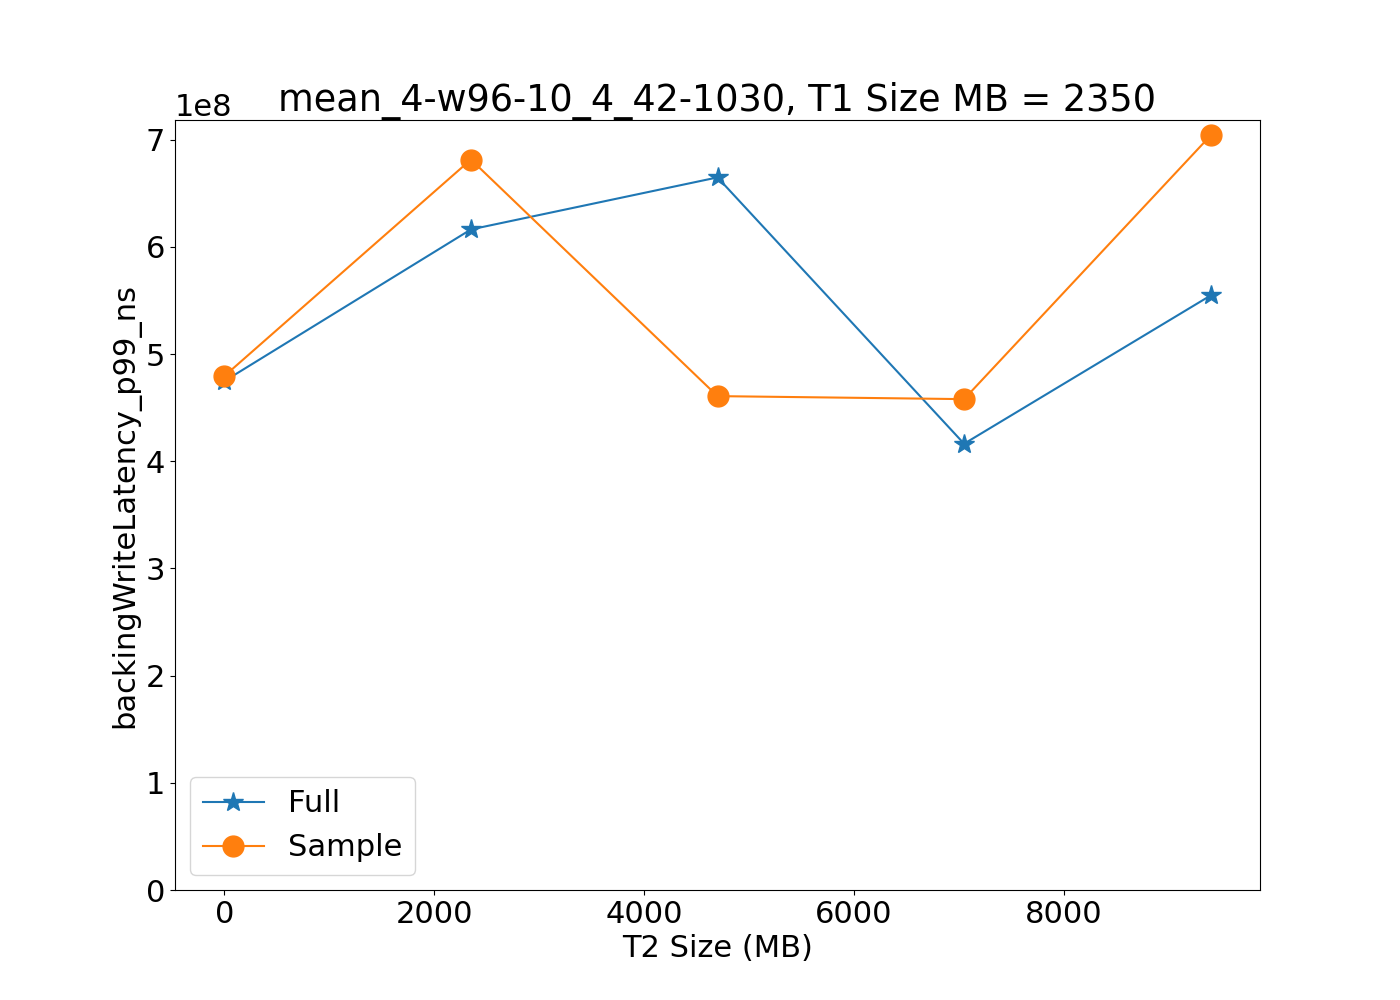 1e8
mean_4-w96-10_4_42-1030, T1 Size MB = 2350
7
6
5
4
3
2
1
0
backingWriteLatency_p99_ns
Full
Sample
0 2000 4000 6000 8000
T2 Size (MB)